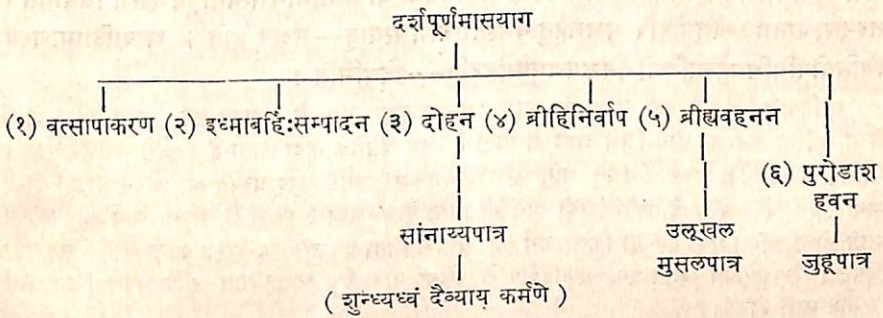 दर्शपूर्णमासयाग
(१) वत्सापाकरण (२) इध्माबर्हिःसम्पादन (३) दोहन (४) व्रीहिनिर्वाप (५) व्रीह्यवहनन
(६) पुरोडाश
हवन
सांनाय्यपात्र
उलूखल
मुसलपात्र
जुहूपात्र
( शुन्ध्यध्वं दैव्याय कर्मणे )